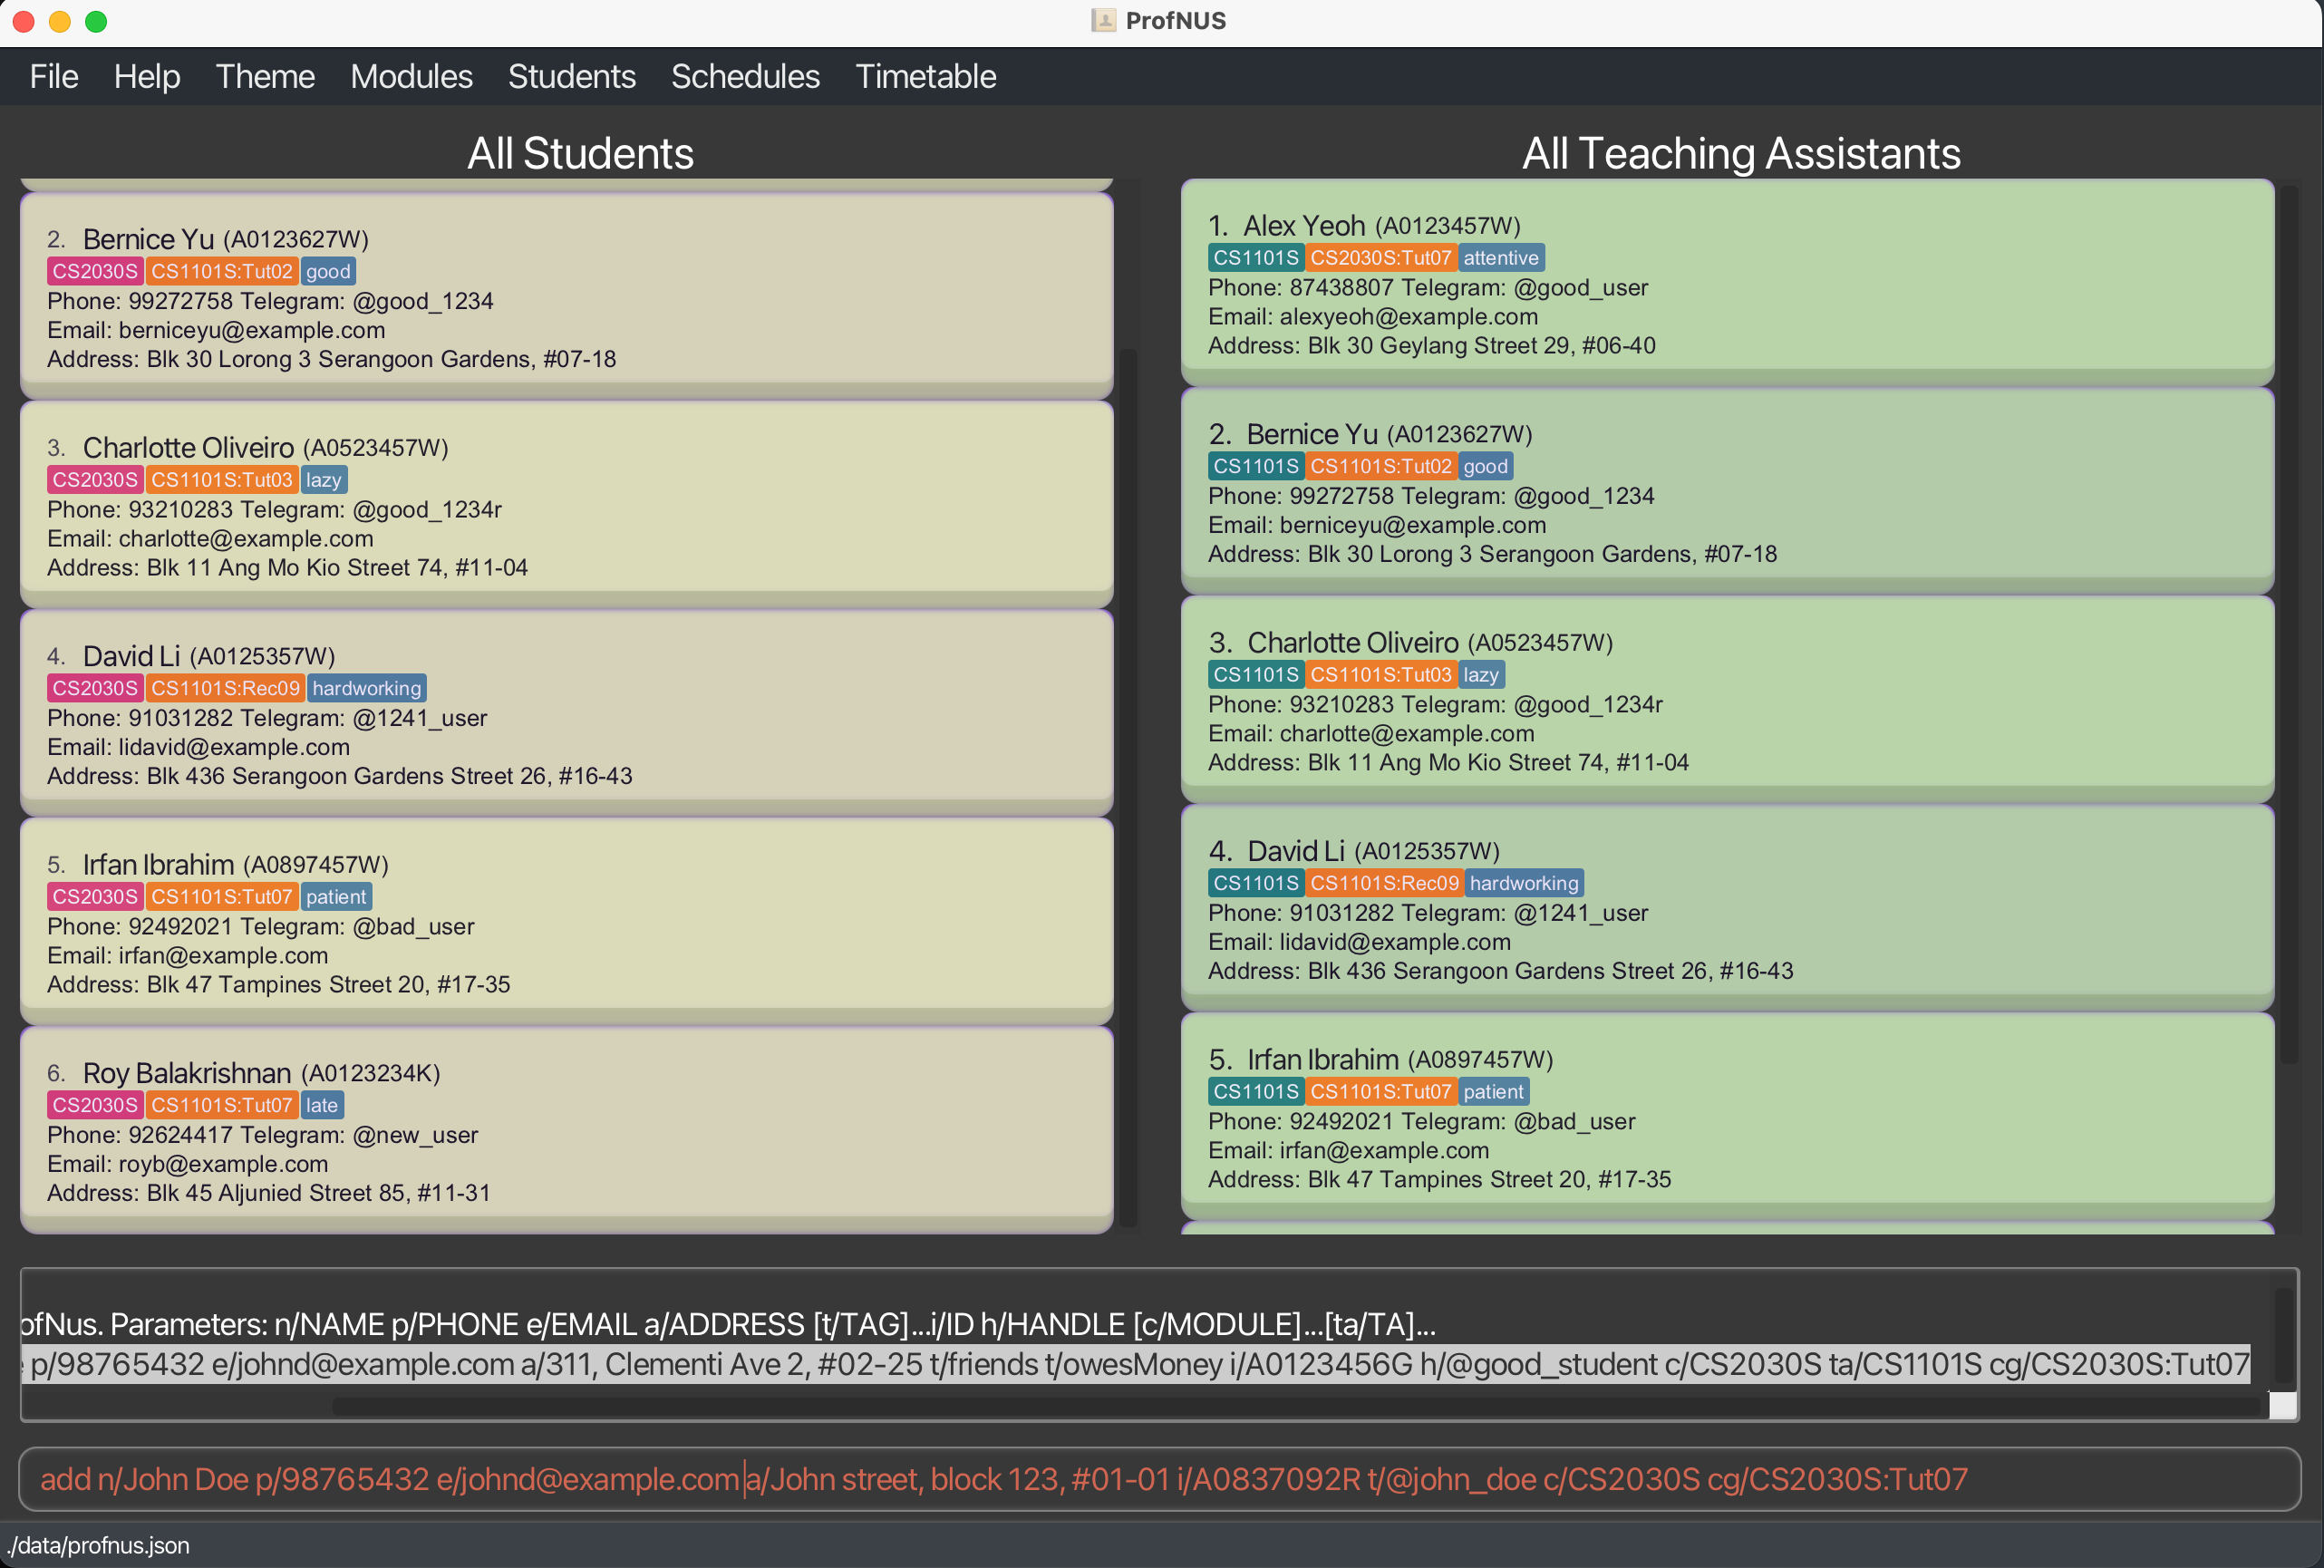 ProfNUS
File Help Theme Modules Students Schedules Timetable
All Students
2. Bernice Yu (A0123627W)
CS2030S CS1101S:Tut02 good
Phone: 99272758 Telegram: @good_1234
Email: berniceyu@example.com
Address: Blk 30 Lorong 3 Serangoon Gardens, #07-18
3. Charlotte Oliveiro (A0523457W)
CS2030S CS1101S:Tut03 lazy
Phone: 93210283 Telegram: @good_1234r
Email: charlotte@example.com
Address: Blk 11 Ang Mo Kio Street 74, #11-04
4. David Li (A0125357W)
CS2030S CS1101S:Rec09 hardworking
Phone: 91031282 Telegram: @1241_user
Email: lidavid@example.com
Address: Blk 436 Serangoon Gardens Street 26, #16-43
5. Irfan Ibrahim (A0897457W)
CS2030S CS1101S:Tut07 patient
Phone: 92492021 Telegram: @bad_user
Email: irfan@example.com
Address: Blk 47 Tampines Street 20, #17-35
6. Roy Balakrishnan (A0123234K)
CS2030S CS1101S:Tut07 late
Phone: 92624417 Telegram: @new_user
Email: royb@example.com
Address: Blk 45 Aljunied Street 85, #11-31
All Teaching Assistants
1. Alex Yeoh (A0123457W)
CS1101S CS2030S:Tut07 attentive
Phone: 87438807 Telegram: @good_user
Email: alexyeoh@example.com
Address: Blk 30 Geylang Street 29, #06-40
2. Bernice Yu (A0123627W)
CS1101S CS1101S:Tut02 good
Phone: 99272758 Telegram: @good_1234
Email: berniceyu@example.com
Address: Blk 30 Lorong 3 Serangoon Gardens, #07-18
3. Charlotte Oliveiro (A0523457W)
CS1101S CS1101S:Tut03 lazy
Phone: 93210283 Telegram: @good_1234r
Email: charlotte@example.com
Address: Blk 11 Ang Mo Kio Street 74, #11-04
4. David Li (A0125357W)
CS1101S CS1101S:Rec09 hardworking
Phone: 91031282 Telegram: @1241_user
Email: lidavid@example.com
Address: Blk 436 Serangoon Gardens Street 26, #16-43
5. Irfan Ibrahim (A0897457W)
CS1101S CS1101S:Tut07 patient
Phone: 92492021 Telegram: @bad_user
Email: irfan@example.com
Address: Blk 47 Tampines Street 20, #17-35
ofNus. Parameters: n/NAME p/PHONE e/EMAIL a/ADDRESS [t/TAG]...i/ID h/HANDLE [c/MODULE]...[ta/TA]...
p/98765432 e/johnd@example.com a/311, Clementi Ave 2, #02-25 t/friends t/owesMoney i/A0123456G h/@good_student c/CS2030S ta/CS1101S cg/CS2030S:Tut07
add n/John Doe p/98765432 e/johnd@example.com a/John street, block 123, #01-01 i/A0837092R t/@john_doe c/CS2030S cg/CS2030S:Tut07
./data/profnus.json